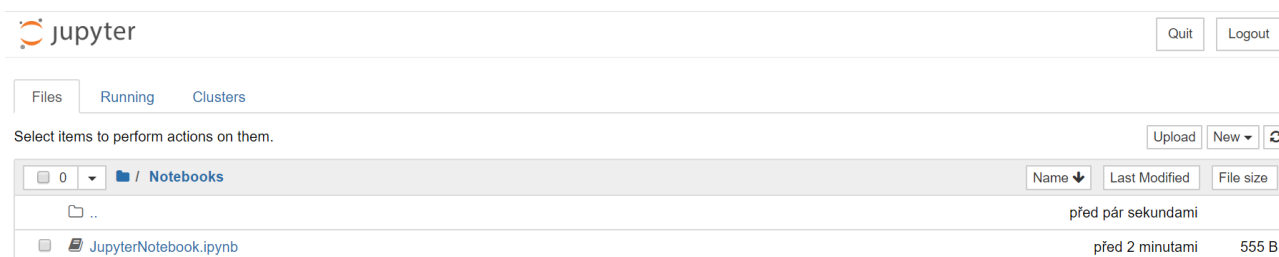 jupyter Quit Logout
Files Running Clusters
Select items to perform actions on them. Upload New
0 / Notebooks Name Last Modified File size
.. před pár sekundami
JupyterNotebook.ipynb před 2 minutami 555 B